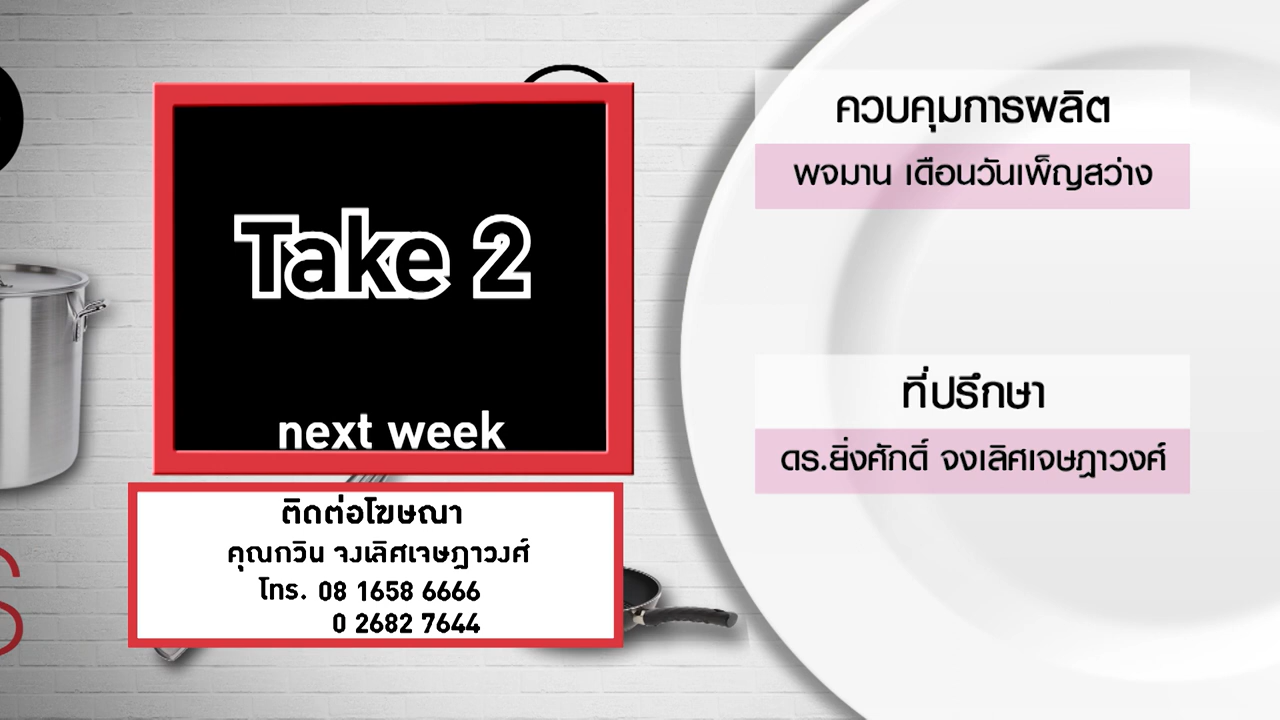 Take 2
next week
ติดต่อโฆษณา
คุณกวิน จงเลิศเจษฎาวงศ์
โทร. 08 1658 6666
0 2682 7644
ควบคุมการผลิต
พจมาน เดือนวันเพ็ญสว่าง
ที่ปรึกษา
ดร.ยิ่งศักดิ์ จงเลิศเจษฎาวงศ์